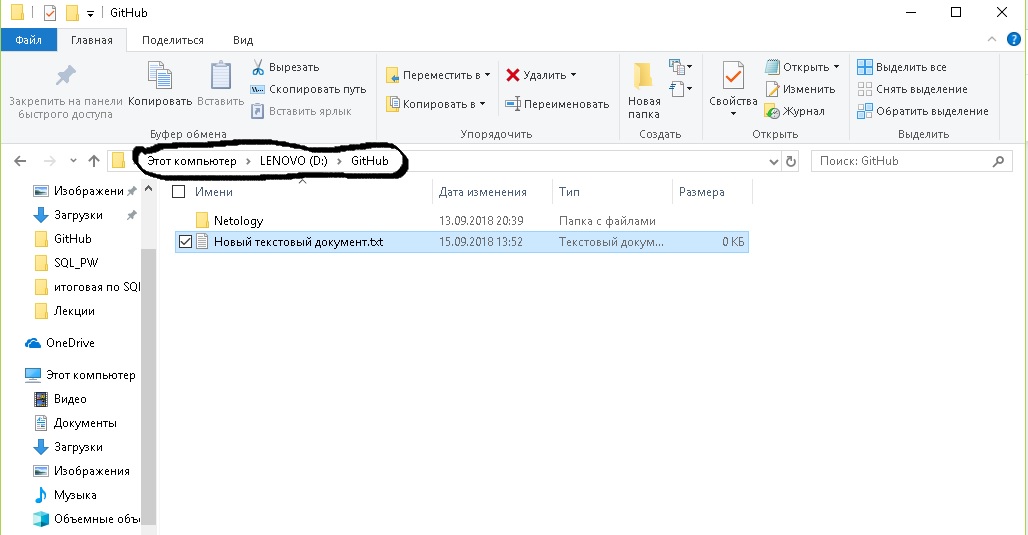 GitHub
Файл Главная Поделиться Вид
Закрепить на панели быстрого доступа
Копировать
Вставить
Вырезать
Скопировать путь
Вставить ярлык
Буфер обмена
Переместить в
Копировать в
Удалить
Переименовать
Упорядочить
Новая папка
Создать
Свойства
Открыть
Изменить
Журнал
Открыть
Выделить все
Снять выделение
Обратить выделение
Выделить
Этот компьютер > LENOVO (D:) > GitHub
Поиск: GitHub
Изображени
Загрузки
GitHub
SQL_PW
итоговая по SQl
Лекции
OneDrive
Этот компьютер
Видео
Документы
Загрузки
Изображения
Музыка
Объемные объ
Имени Дата изменения Тип Размера
Netology 13.09.2018 20:39 Папка с файлами
Новый текстовый документ.txt 15.09.2018 13:52 Текстовый докум... 0 КБ